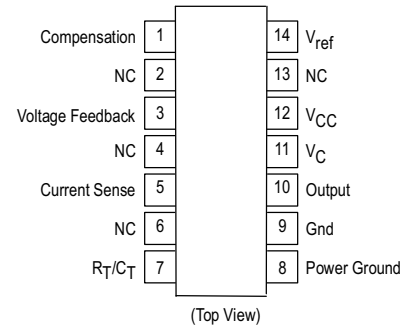 Compensation 1 14 Vref
NC 2 13 NC
Voltage Feedback 3 12 VCC
NC 4 11 VC
Current Sense 5 10 Output
NC 6 9 Gnd
RT/CT 7 8 Power Ground
(Top View)